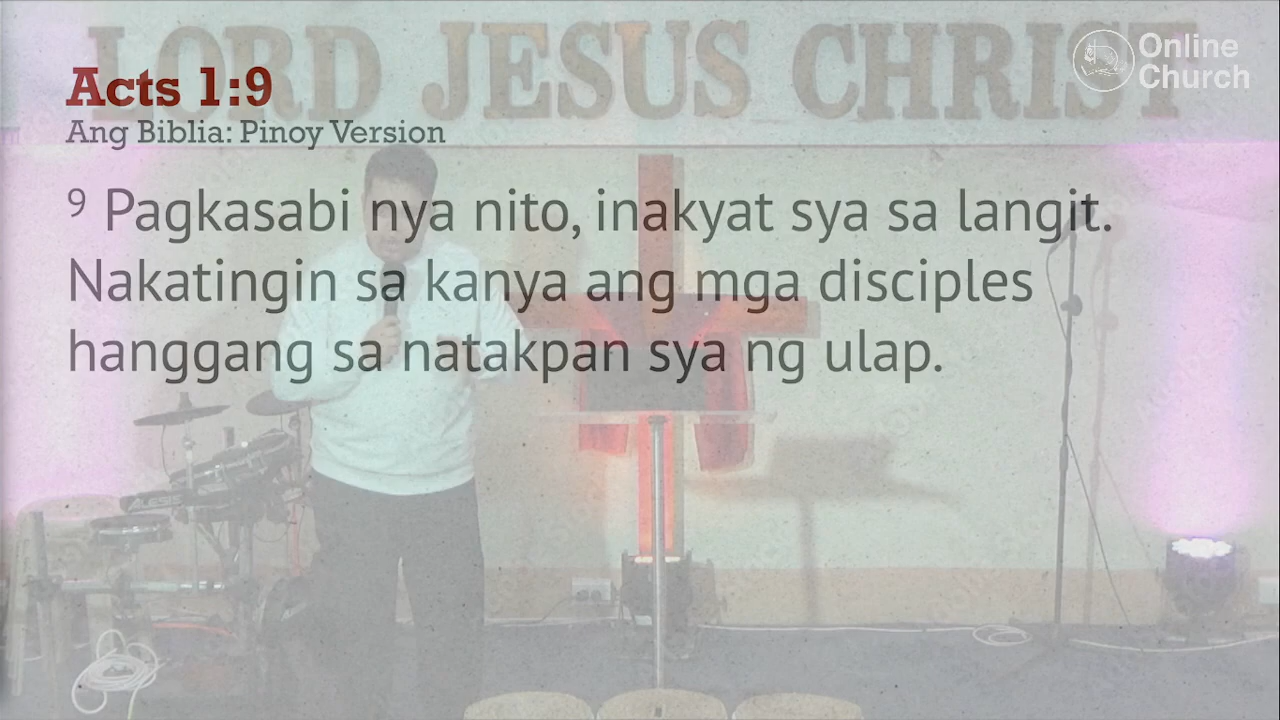 LORD JESUS CHRIST
Online
Church
Acts 1:9
Ang Biblia: Pinoy Version
9 Pagkasabi nya nito, inakyat sya sa langit.
Nakatingin sa kanya ang mga disciples
hanggang sa natakpan sya ng ulap.
ALESIS